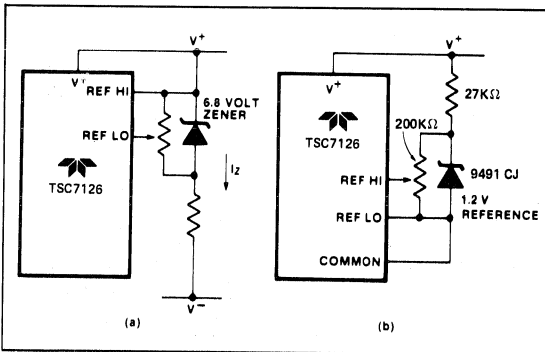 V+
V+
REF HI
6.8 VOLT
ZENER
REF LO
TSC7126
IZ
V−
(a)
V+
V+
27KΩ
200KΩ
TSC7126
9491 CJ
REF HI
1.2 V
REFERENCE
REF LO
COMMON
(b)